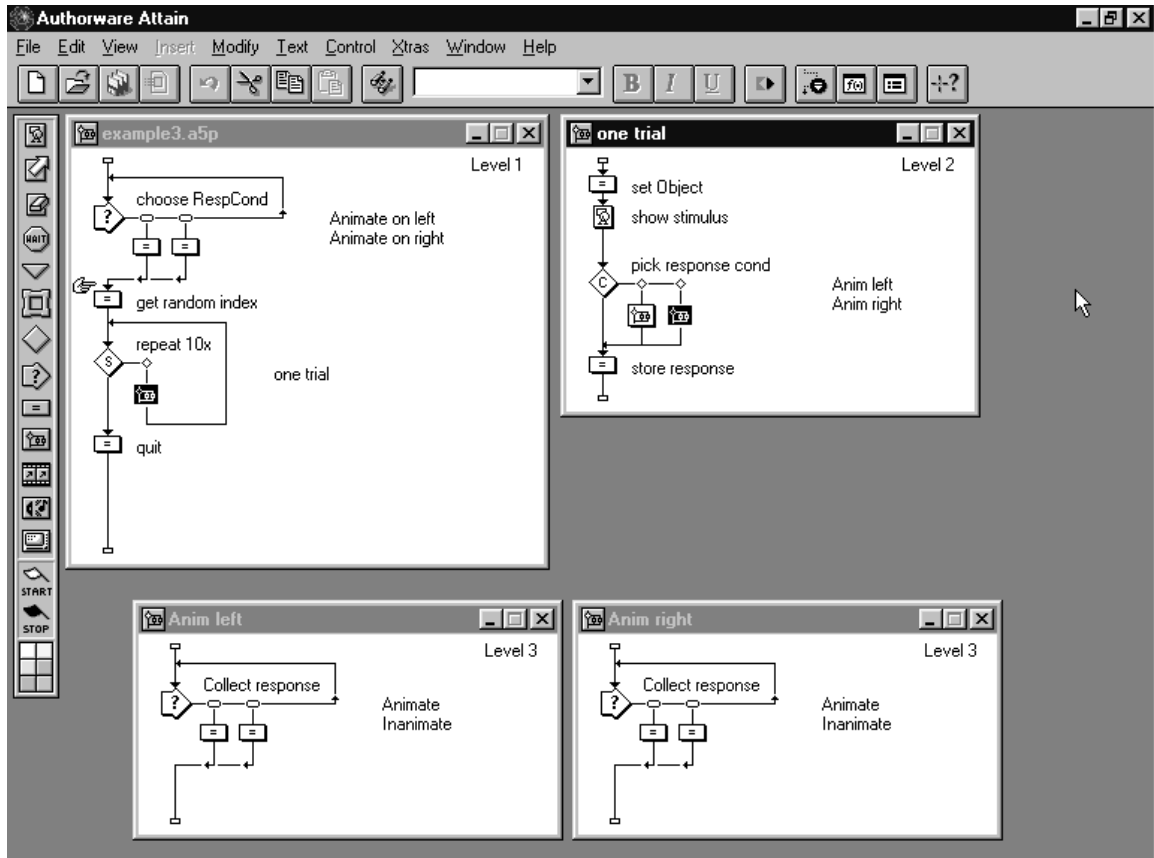 Authorware Attain
File Edit View Insert Modify Text Control Xtras Window Help
B I U f(x) ?
example3.a5p
Level 1
choose RespCond
?
Animate on left
Animate on right
= =
= get random index
repeat 10x
S
one trial
= quit
one trial
Level 2
= set Object
show stimulus
pick response cond
C
Anim left
Anim right
= store response
WAIT
?
=
START
STOP
Anim left
Level 3
Collect response
?
Animate
Inanimate
= =
Anim right
Level 3
Collect response
?
Animate
Inanimate
= =